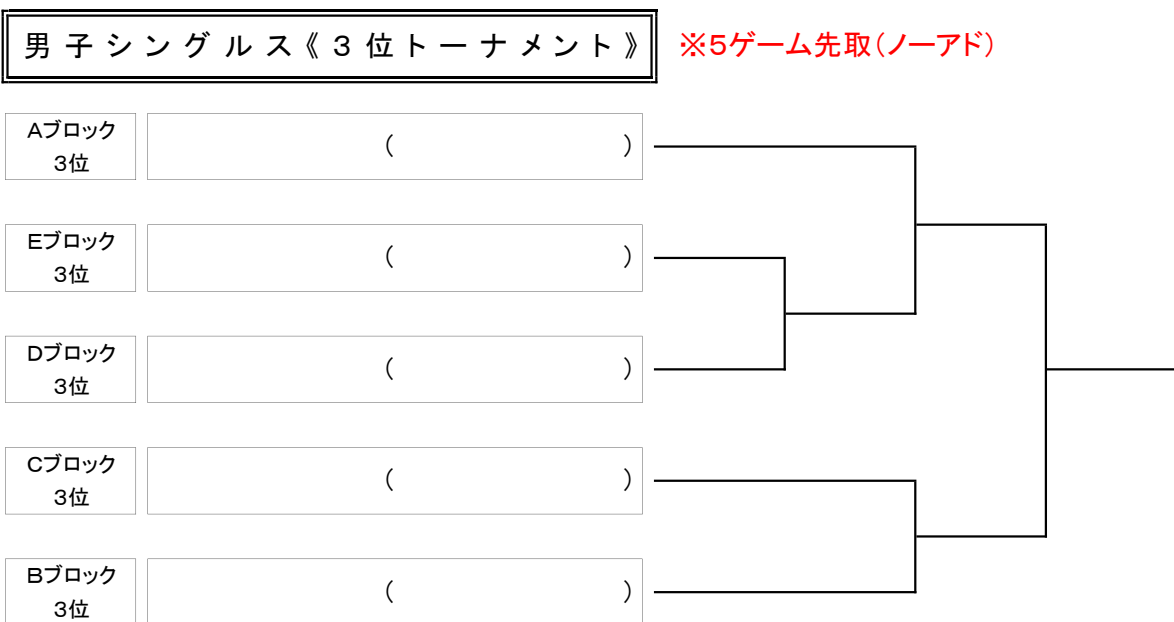 男子シングルス《３位トーナメント》
※5ゲーム先取(ノーアド)
Aブロック
3位
( )
Eブロック
3位
( )
Dブロック
3位
( )
Cブロック
3位
( )
Bブロック
3位
( )